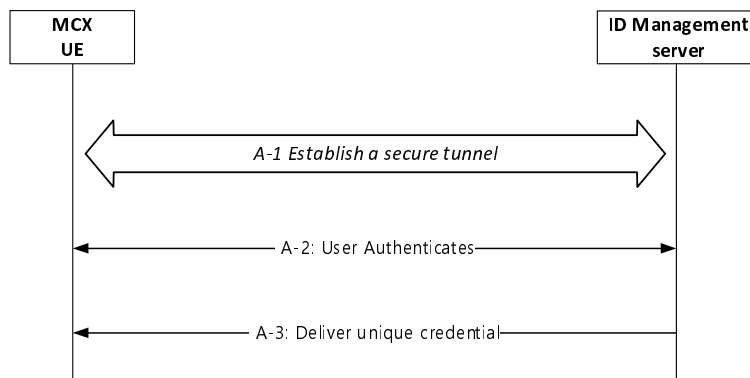 MCX
UE
ID Management
server
A-1 Establish a secure tunnel
A-2: User Authenticates
A-3: Deliver unique credential